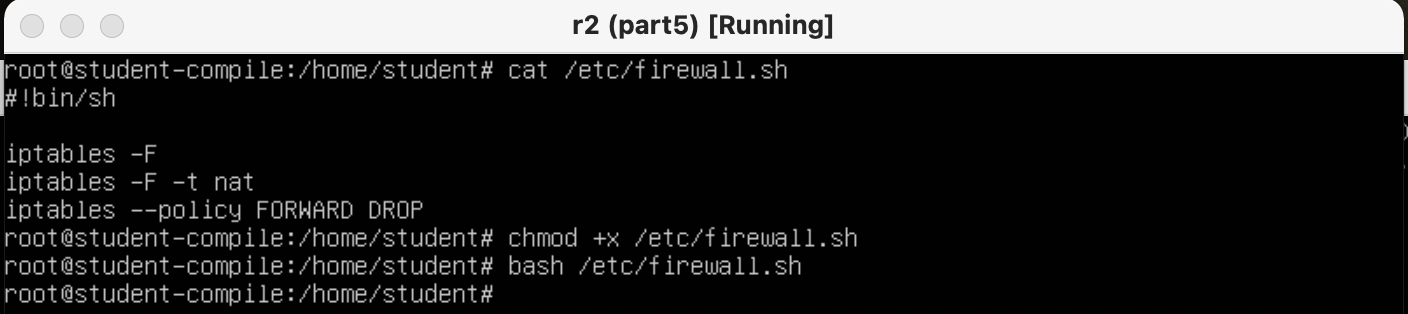 r2 (part5) [Running]
root@student-compile:/home/student# cat /etc/firewall.sh
#!bin/sh
iptables -F
iptables -F -t nat
iptables --policy FORWARD DROP
root@student-compile:/home/student# chmod +x /etc/firewall.sh
root@student-compile:/home/student# bash /etc/firewall.sh
root@student-compile:/home/student#